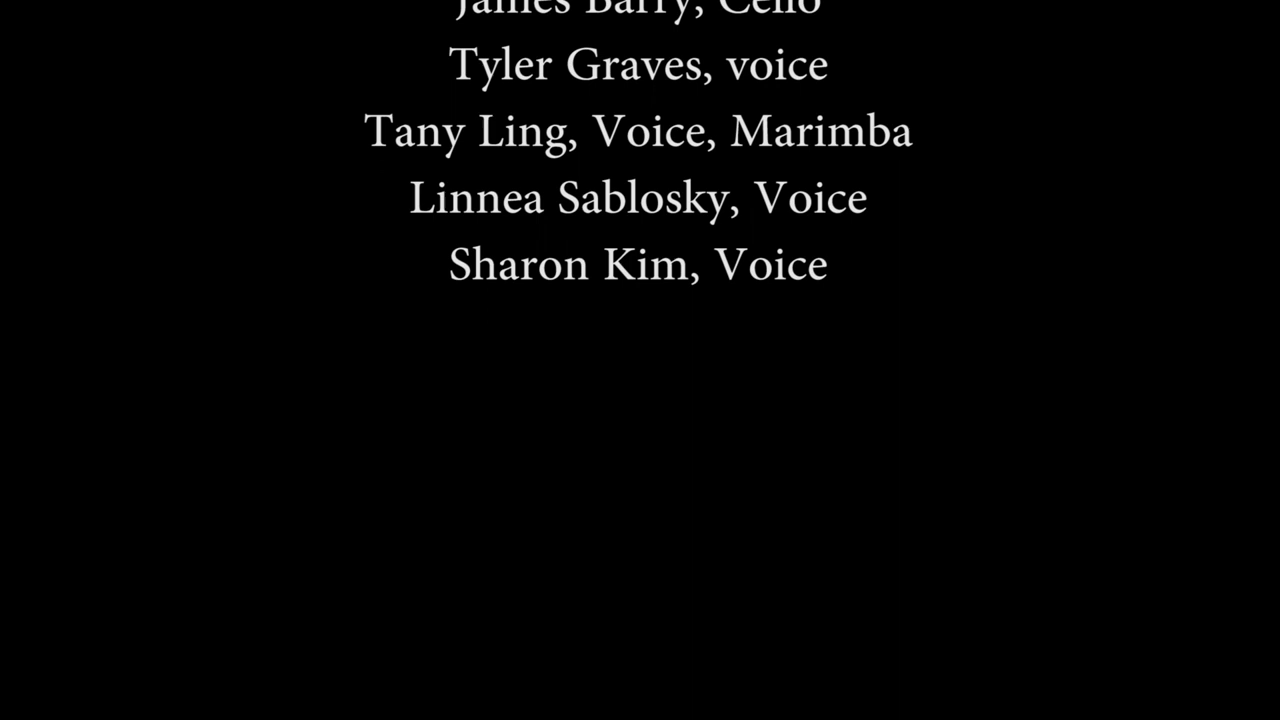 James Barry, Cello
Tyler Graves, voice
Tany Ling, Voice, Marimba
Linnea Sablosky, Voice
Sharon Kim, Voice